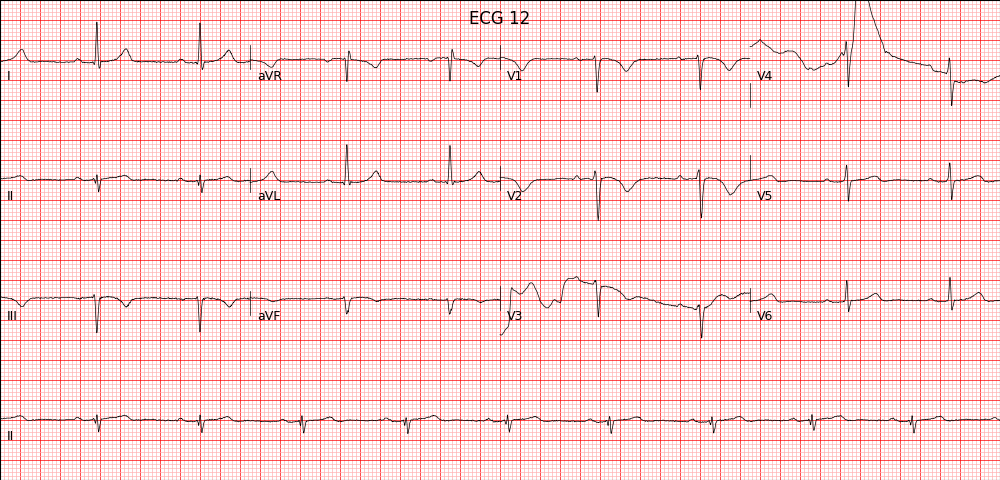 ECG 12
I aVR V1 V4
II aVL V2 V5
III aVF V3 V6
II